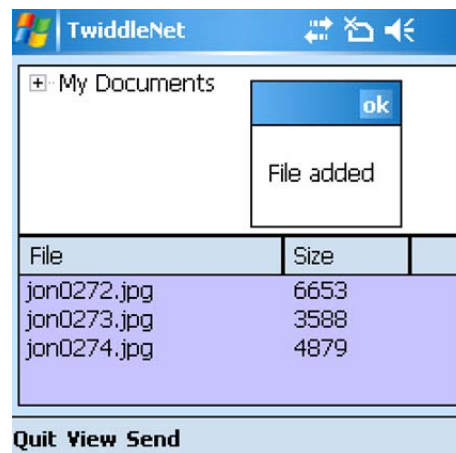 TwiddleNet
My Documents
ok
File added
File Size
jon0272.jpg 6653
jon0273.jpg 3588
jon0274.jpg 4879
Quit View Send